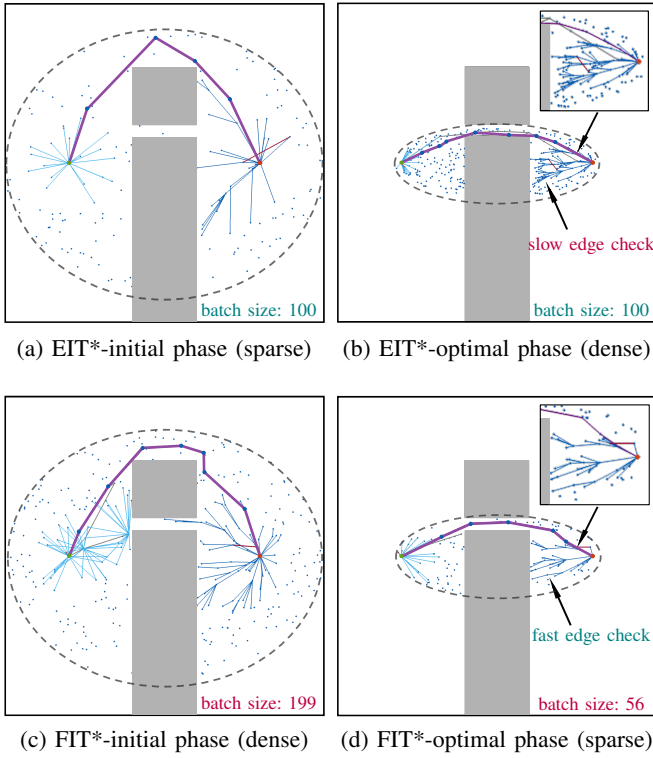 batch size: 100
(a) EIT*-initial phase (sparse)
slow edge check
batch size: 100
(b) EIT*-optimal phase (dense)
batch size: 199
(c) FIT*-initial phase (dense)
fast edge check
batch size: 56
(d) FIT*-optimal phase (sparse)